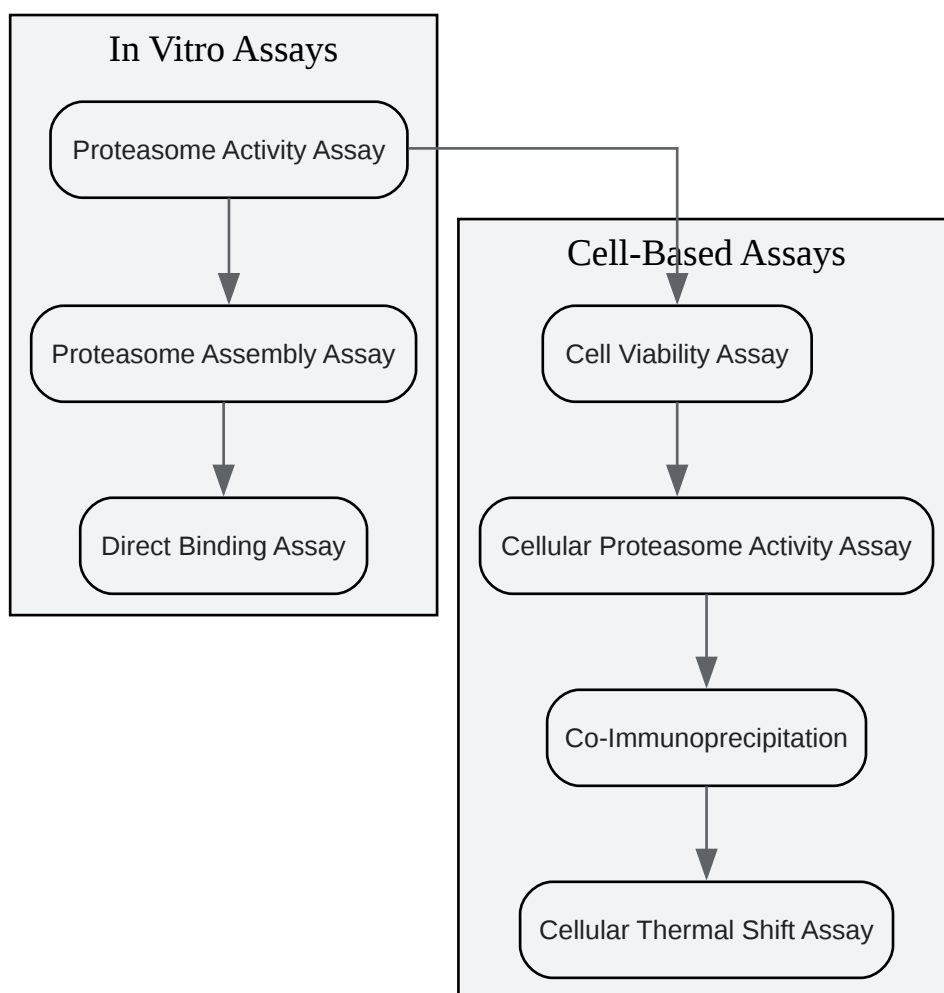 In Vitro Assays
Proteasome Activity Assay
Proteasome Assembly Assay
Direct Binding Assay
Cell-Based Assays
Cell Viability Assay
Cellular Proteasome Activity Assay
Co-Immunoprecipitation
Cellular Thermal Shift Assay